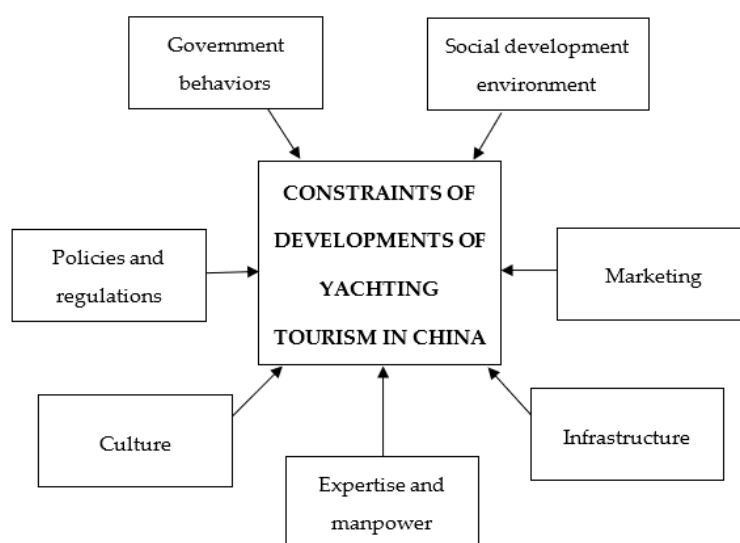 Government
behaviors
Social development
environment
CONSTRAINTS OF
DEVELOPMENTS OF
YACHTING
TOURISM IN CHINA
Policies and
regulations
Marketing
Culture
Infrastructure
Expertise and
manpower